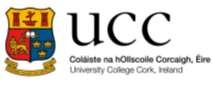 UCC
Coláiste na hOllscoile Corcaigh, Éire
University College Cork, Ireland